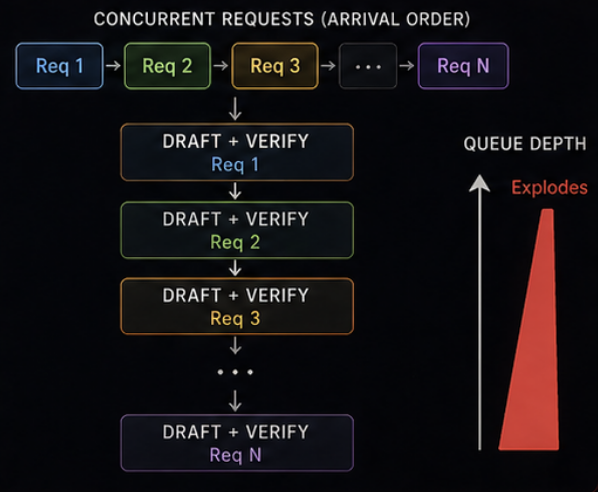 CONCURRENT REQUESTS (ARRIVAL ORDER)
Req 1 Req 2 Req 3 ... Req N
DRAFT + VERIFY
Req 1
DRAFT + VERIFY
Req 2
DRAFT + VERIFY
Req 3
...
DRAFT + VERIFY
Req N
QUEUE DEPTH
Explodes